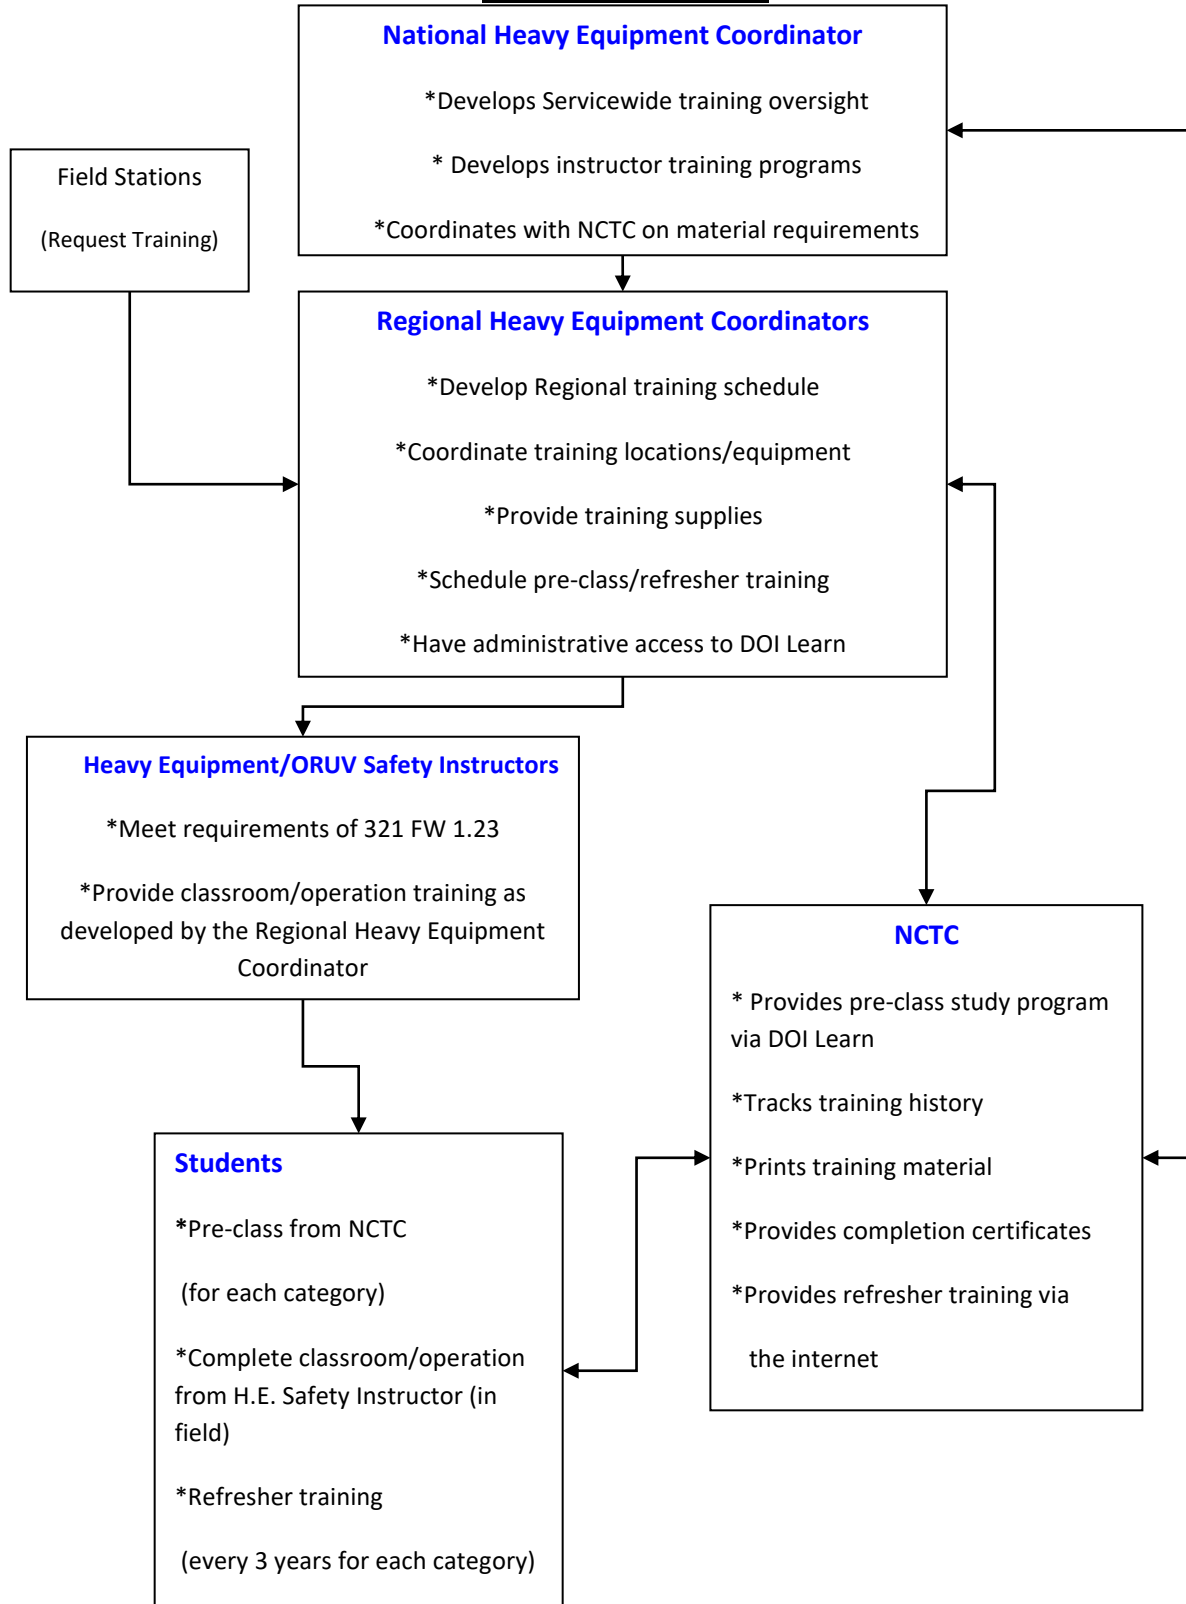 National Heavy Equipment Coordinator
*Develops Servicewide training oversight
* Develops instructor training programs
*Coordinates with NCTC on material requirements
Field Stations
(Request Training)
Regional Heavy Equipment Coordinators
*Develop Regional training schedule
*Coordinate training locations/equipment
*Provide training supplies
*Schedule pre-class/refresher training
*Have administrative access to DOI Learn
Heavy Equipment/ORUV Safety Instructors
*Meet requirements of 321 FW 1.23
*Provide classroom/operation training as
developed by the Regional Heavy Equipment
Coordinator
NCTC
* Provides pre-class study program
via DOI Learn
*Tracks training history
*Prints training material
*Provides completion certificates
*Provides refresher training via
the internet
Students
*Pre-class from NCTC
(for each category)
*Complete classroom/operation
from H.E. Safety Instructor (in
field)
*Refresher training
(every 3 years for each category)